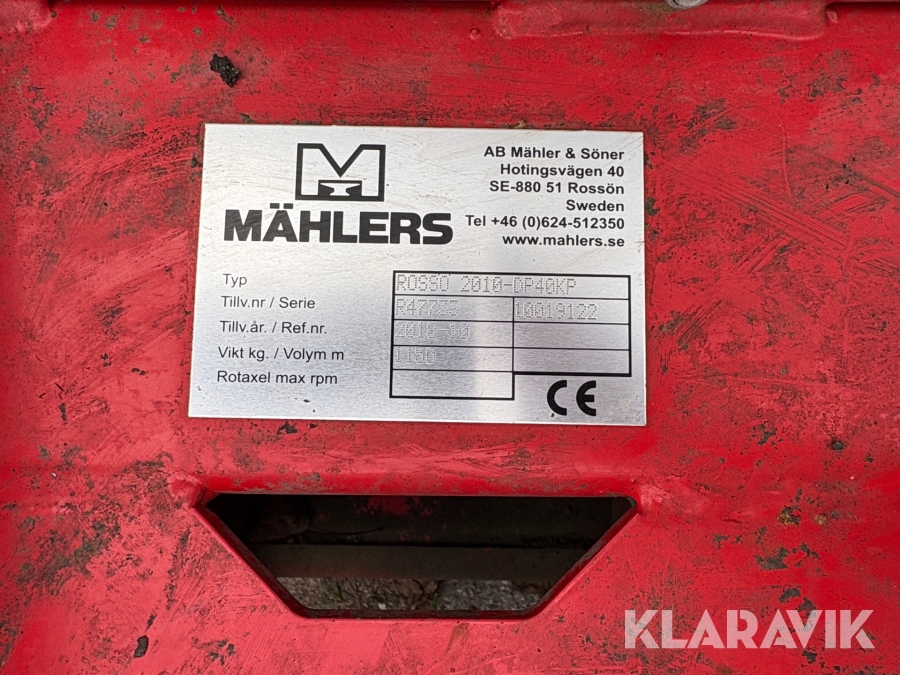 MÄHLERS
AB Mähler & Söner
Hotingsvägen 40
SE-880 51 Rossön
Sweden
Tel +46 (0)624-512350
www.mahlers.se
Typ ROSSO 2010-DP40KP
Tillv.nr / Serie R47733 10019122
Tillv.år. / Ref.nr. 2018-10
Vikt kg. / Volym m 1150
Rotaxel max rpm
CE
KLARAVIK